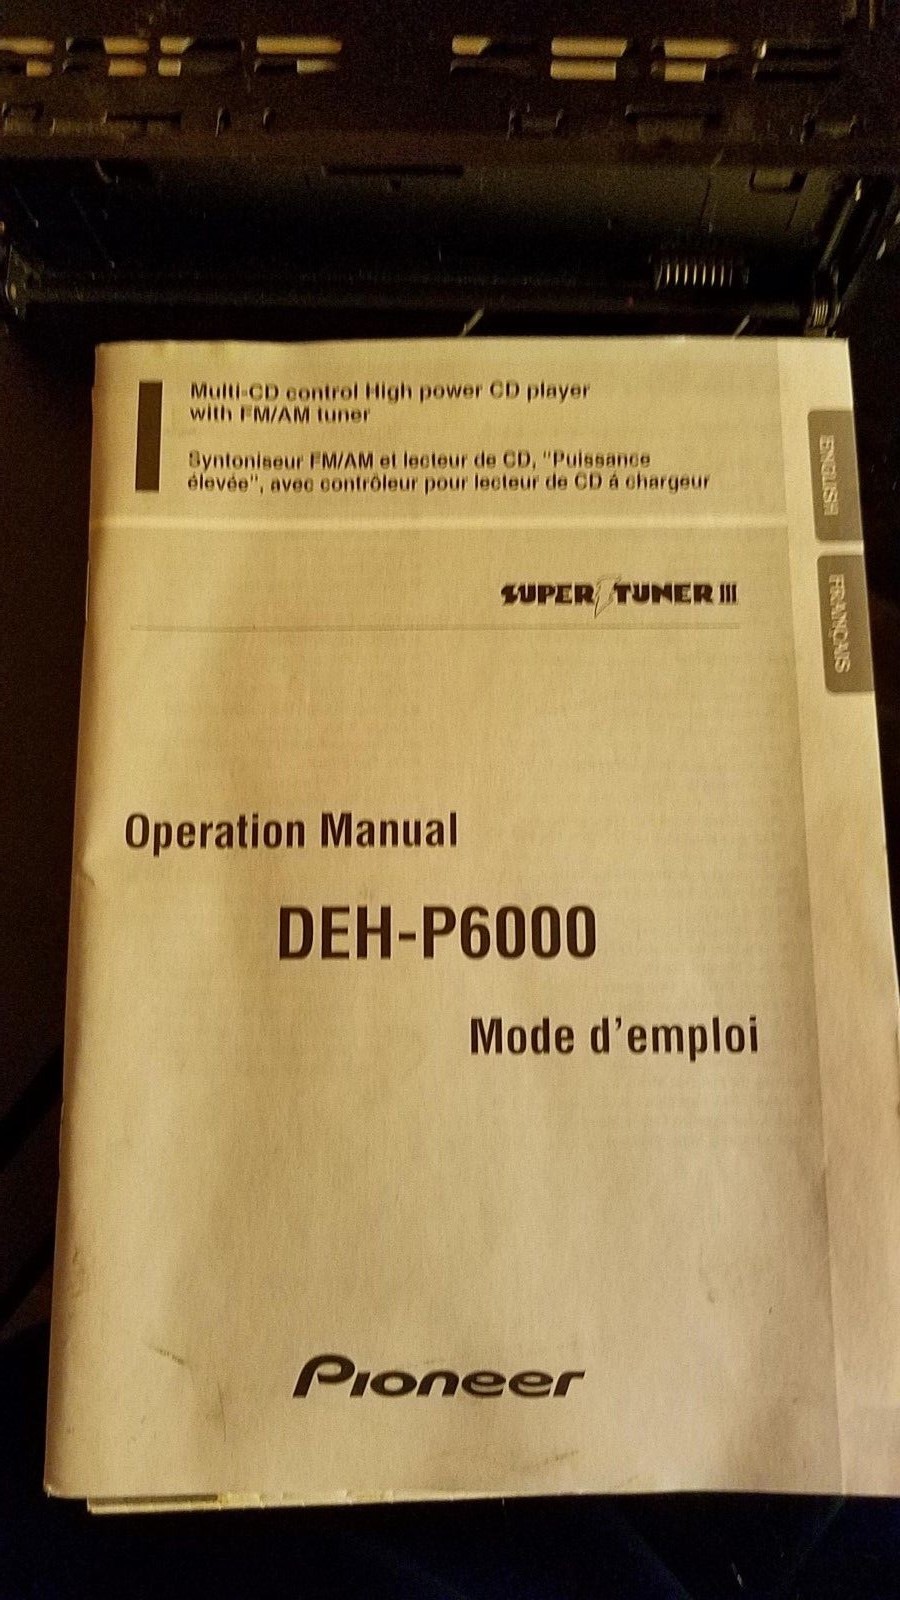 Multi-CD control High power CD player
with FM/AM tuner
Syntoniseur FM/AM et lecteur de CD, "Puissance
élevée", avec contrôleur pour lecteur de CD á chargeur
ENGLISH
FRANÇAIS
SUPER TUNER III
Operation Manual
DEH-P6000
Mode d'emploi
Pioneer